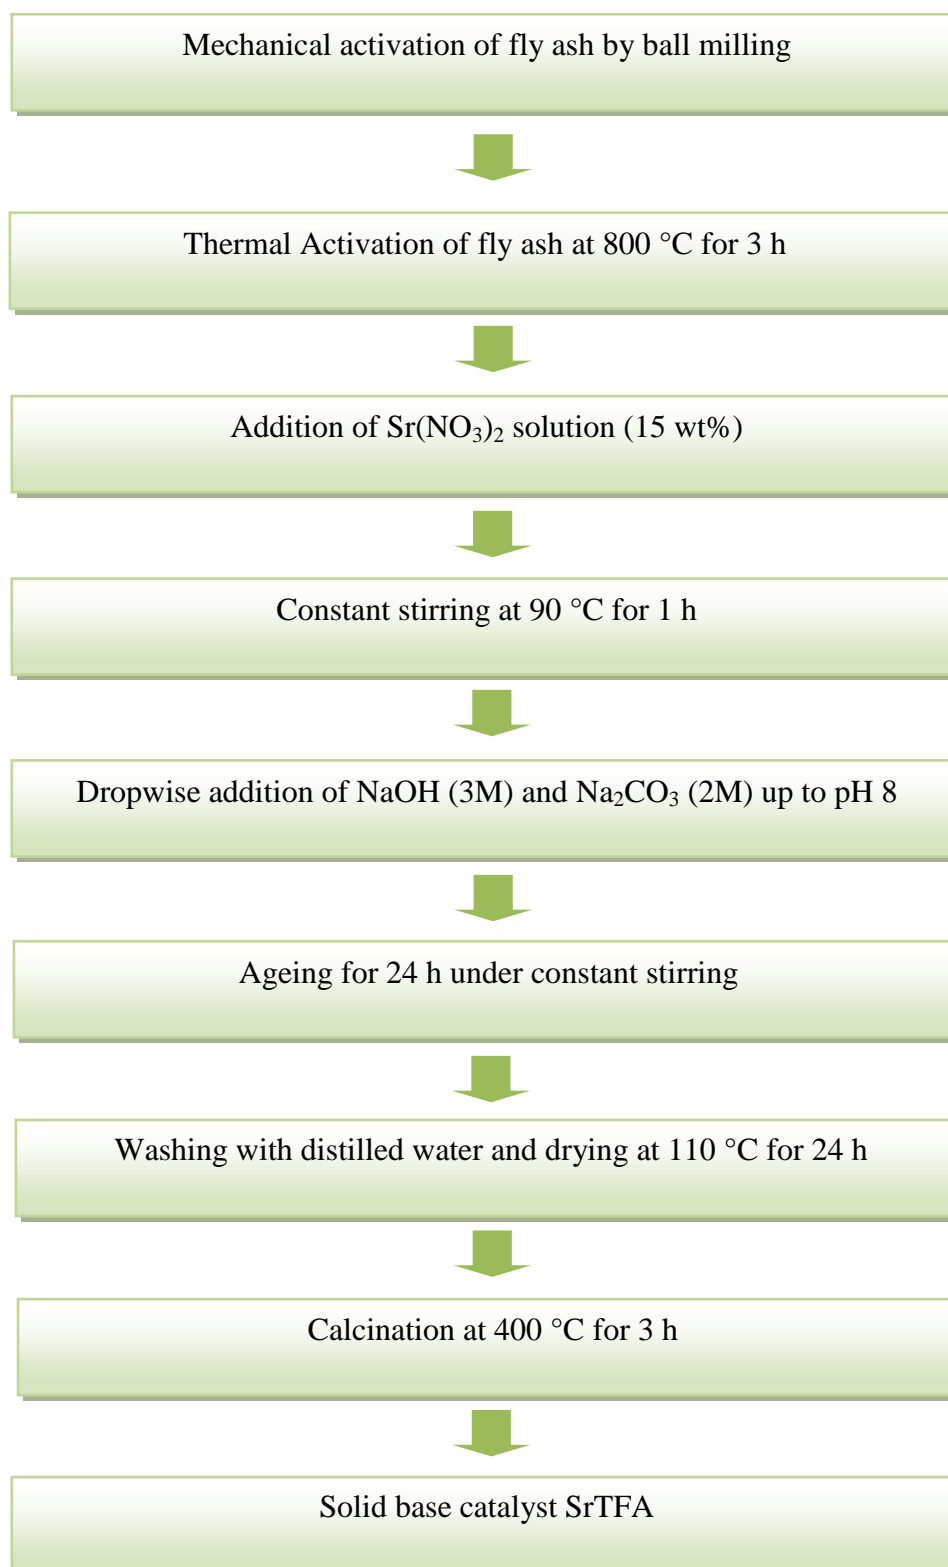 Mechanical activation of fly ash by ball milling
Thermal Activation of fly ash at 800 °C for 3 h
Addition of Sr(NO₃)₂ solution (15 wt%)
Constant stirring at 90 °C for 1 h
Dropwise addition of NaOH (3M) and Na₂CO₃ (2M) up to pH 8
Ageing for 24 h under constant stirring
Washing with distilled water and drying at 110 °C for 24 h
Calcination at 400 °C for 3 h
Solid base catalyst SrTFA